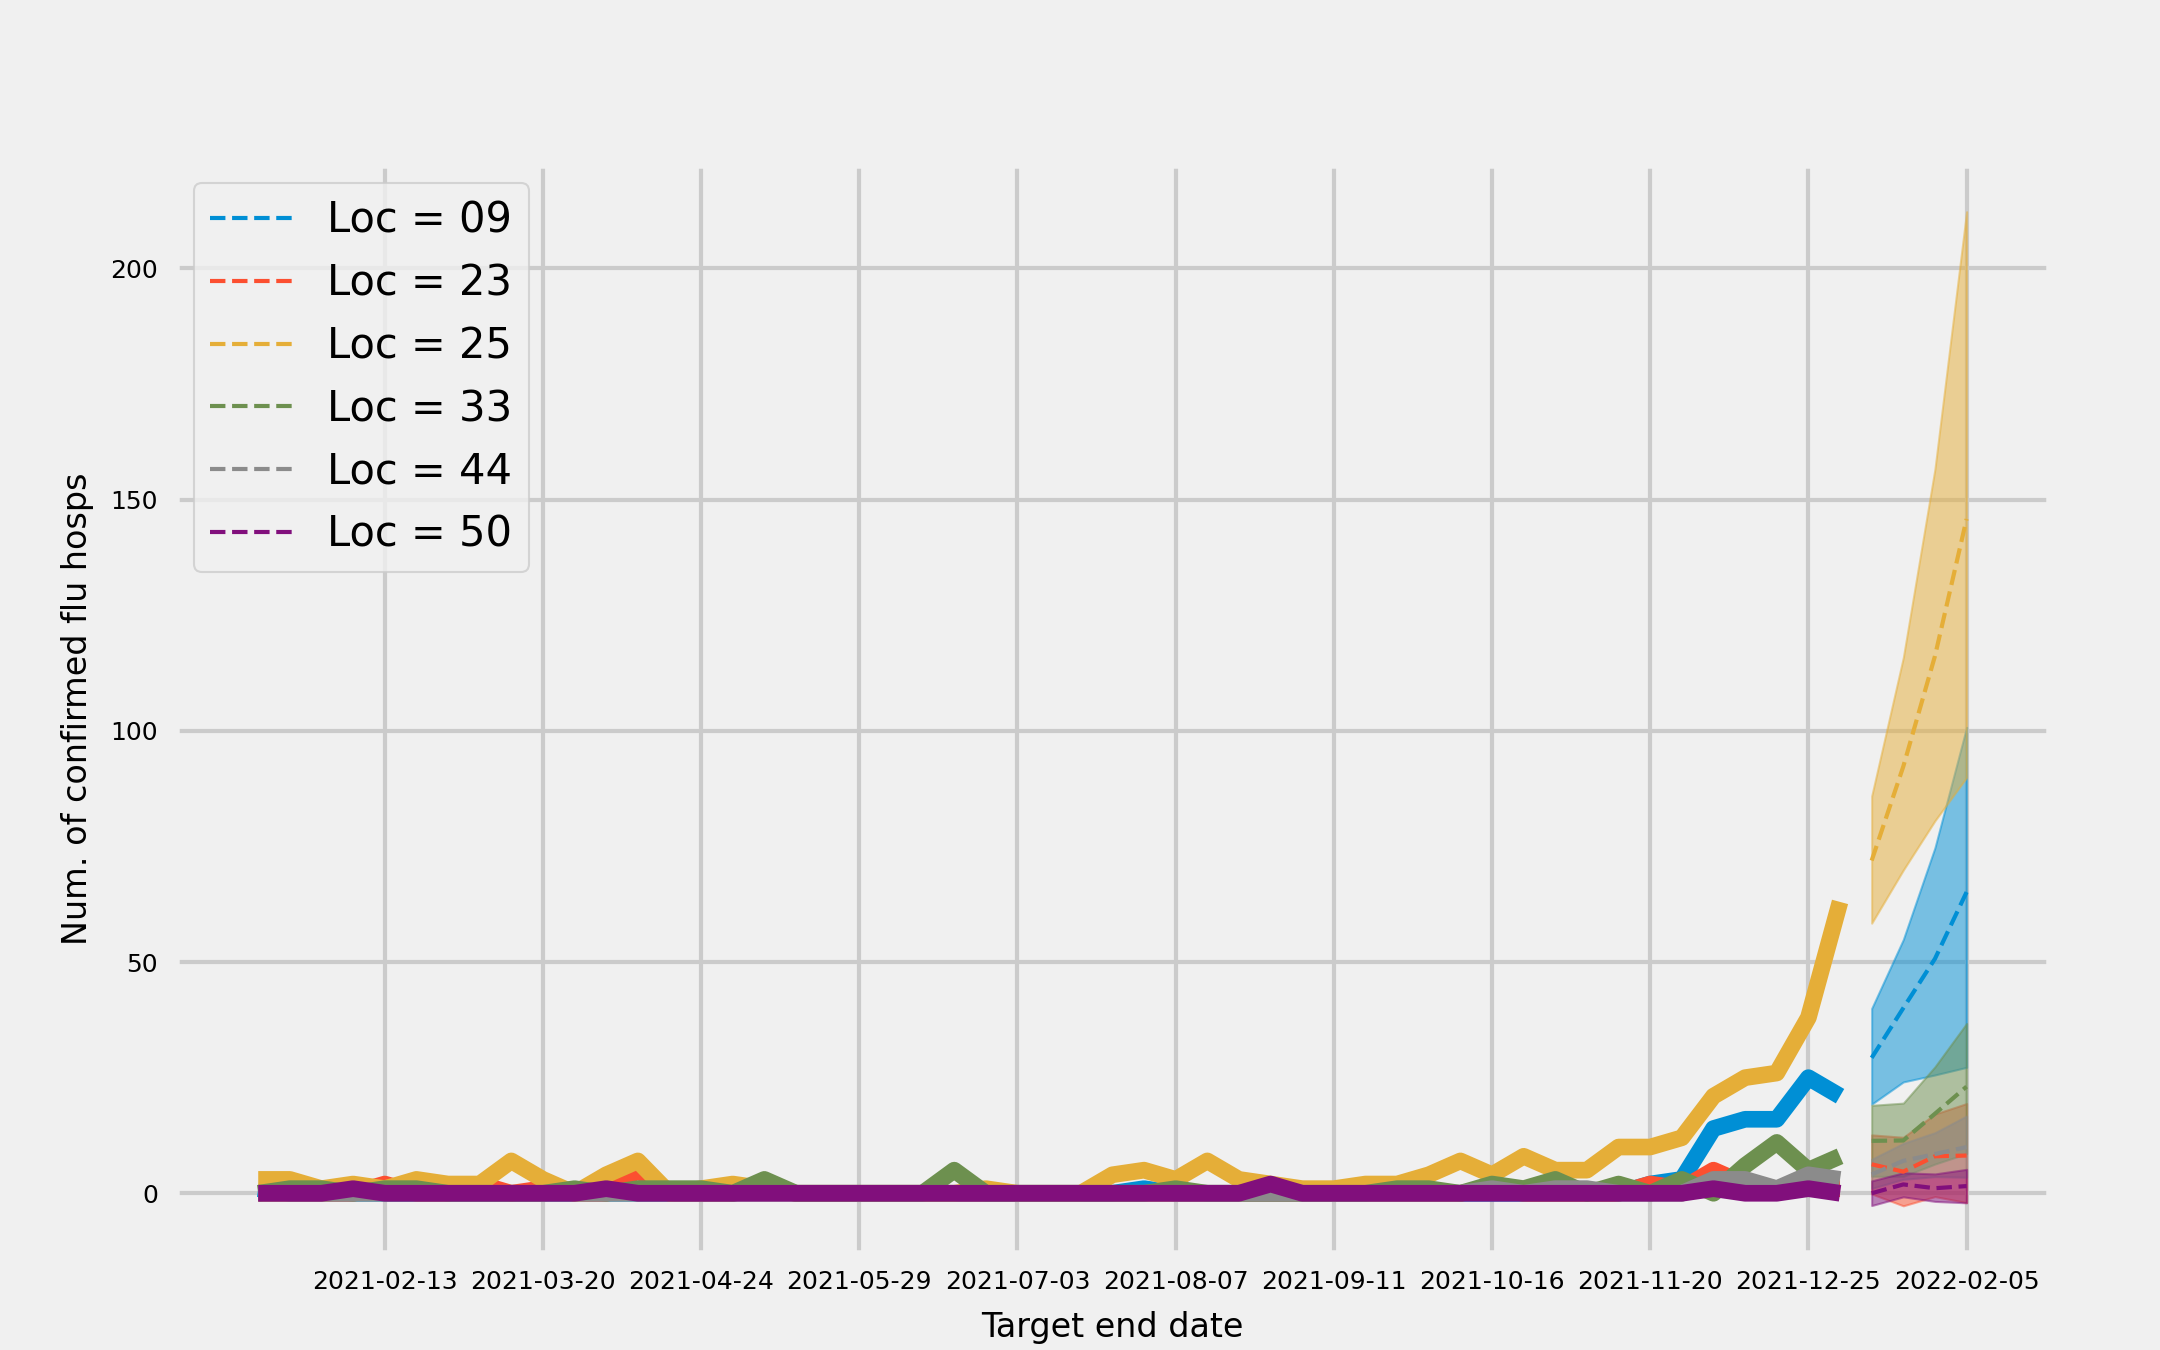 Loc = 09
Loc = 23
Loc = 25
Loc = 33
Loc = 44
Loc = 50
Num. of confirmed flu hosps
200
150
100
50
0
2021-02-13 2021-03-20 2021-04-24 2021-05-29 2021-07-03 2021-08-07 2021-09-11 2021-10-16 2021-11-20 2021-12-25 2022-02-05
Target end date